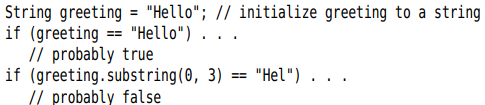 String greeting = "Hello"; // initialize greeting to a string
if (greeting == "Hello") . . .
// probably true
if (greeting.substring(0, 3) == "Hel") . . .
// probably false